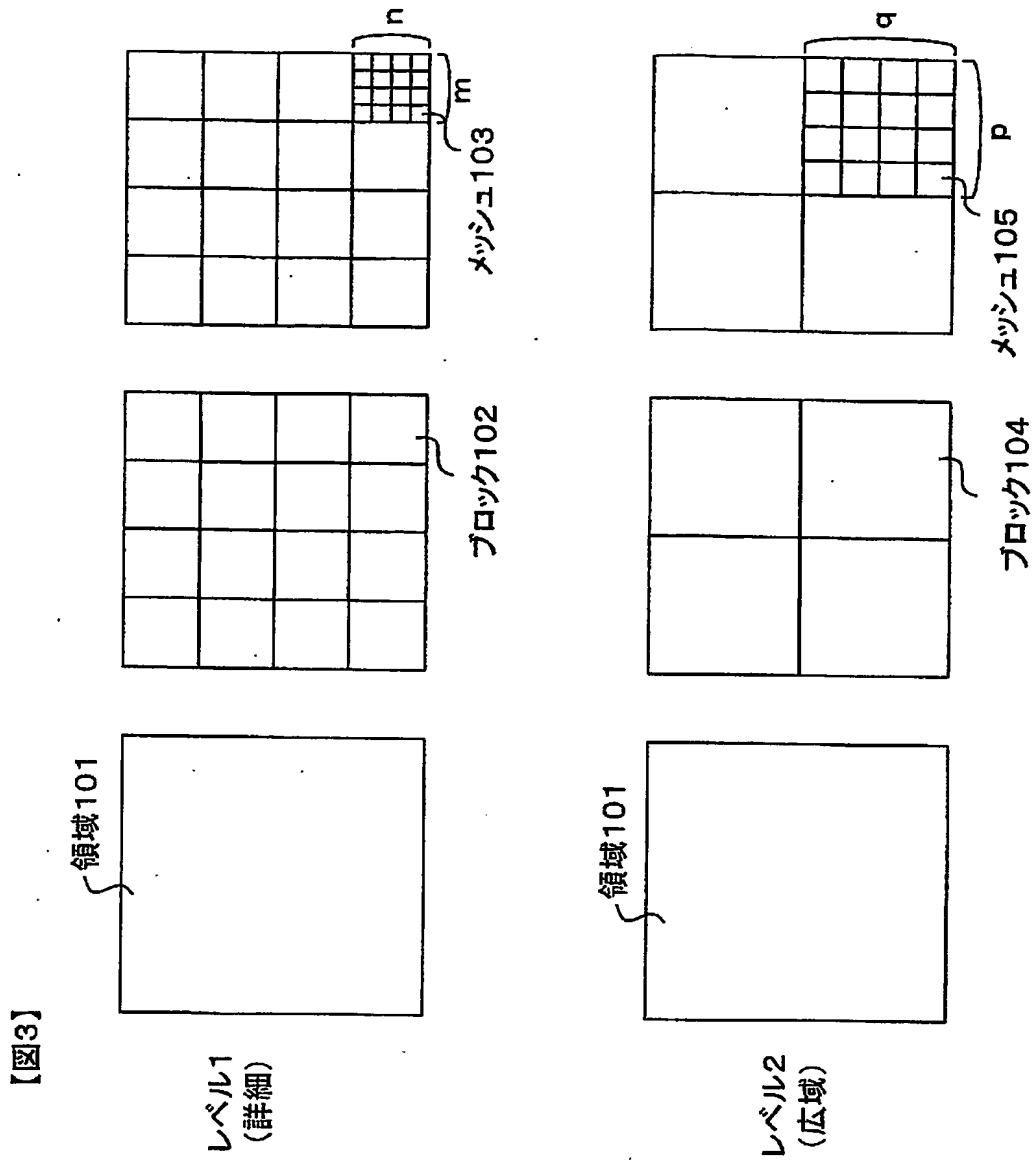 【図3】
レベル1
(詳細)
領域101
ブロック102
メッシュ103
m
n
レベル2
(広域)
領域101
ブロック104
メッシュ105
p
q